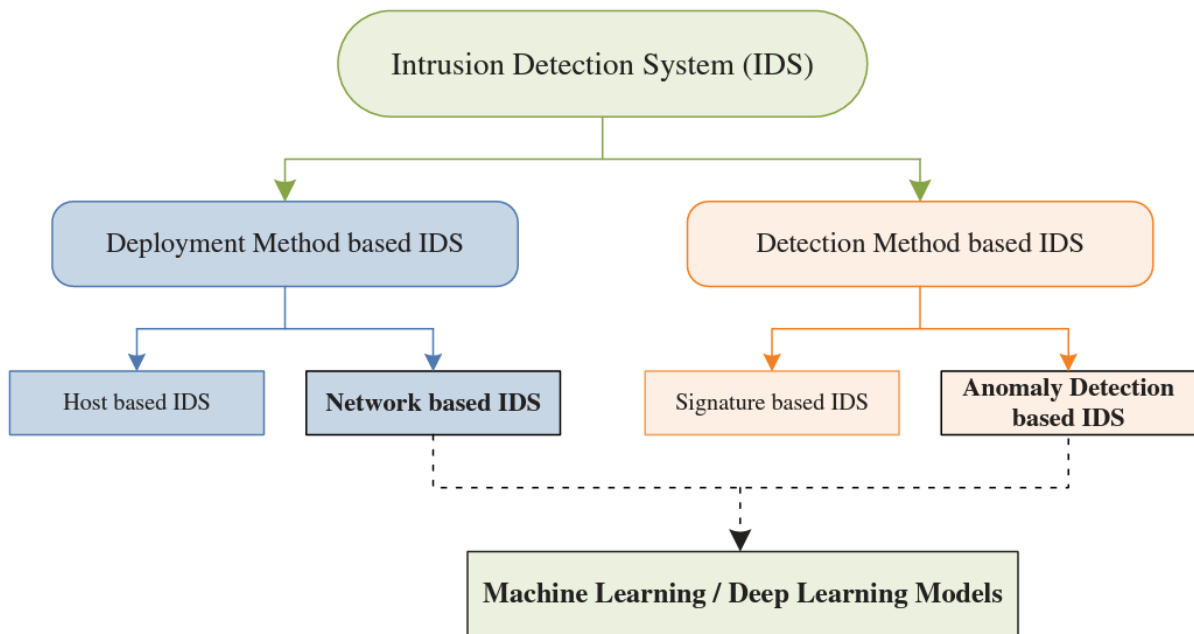 Intrusion Detection System (IDS)
Deployment Method based IDS
Detection Method based IDS
Host based IDS
Network based IDS
Signature based IDS
Anomaly Detection
based IDS
Machine Learning / Deep Learning Models